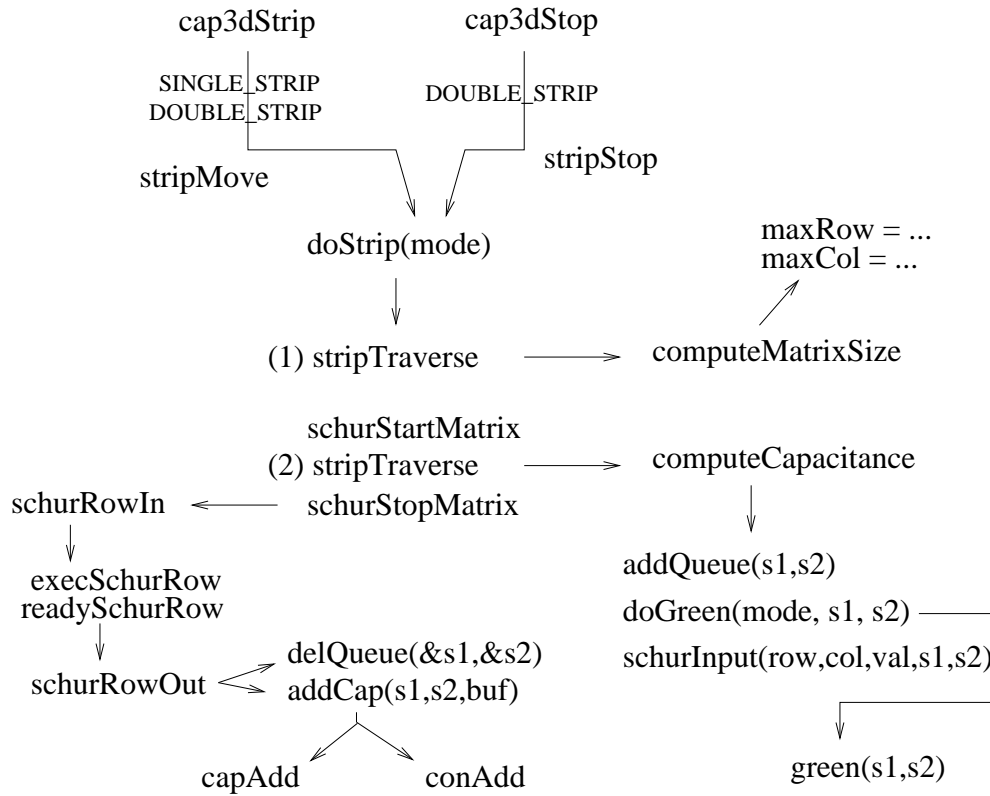 cap3dStrip
cap3dStop
SINGLE_STRIP
DOUBLE_STRIP
DOUBLE_STRIP
stripMove
stripStop
doStrip(mode)
maxRow = ...
maxCol = ...
(1) stripTraverse
computeMatrixSize
schurStartMatrix
(2) stripTraverse
computeCapacitance
schurStopMatrix
schurRowIn
execSchurRow
readySchurRow
addQueue(s1,s2)
doGreen(mode, s1, s2)
schurInput(row,col,val,s1,s2)
schurRowOut
delQueue(&s1,&s2)
addCap(s1,s2,buf)
capAdd
conAdd
green(s1,s2)